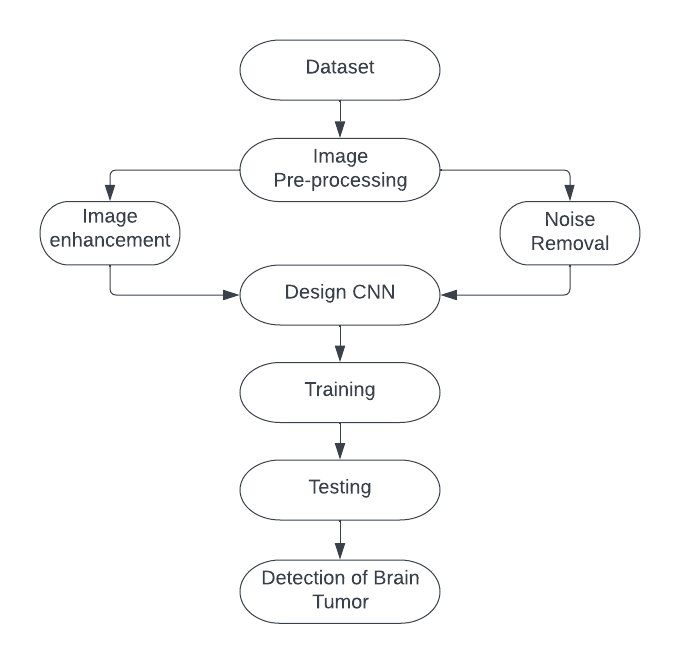 Dataset
Image
Pre-processing
Image
enhancement
Noise
Removal
Design CNN
Training
Testing
Detection of Brain
Tumor